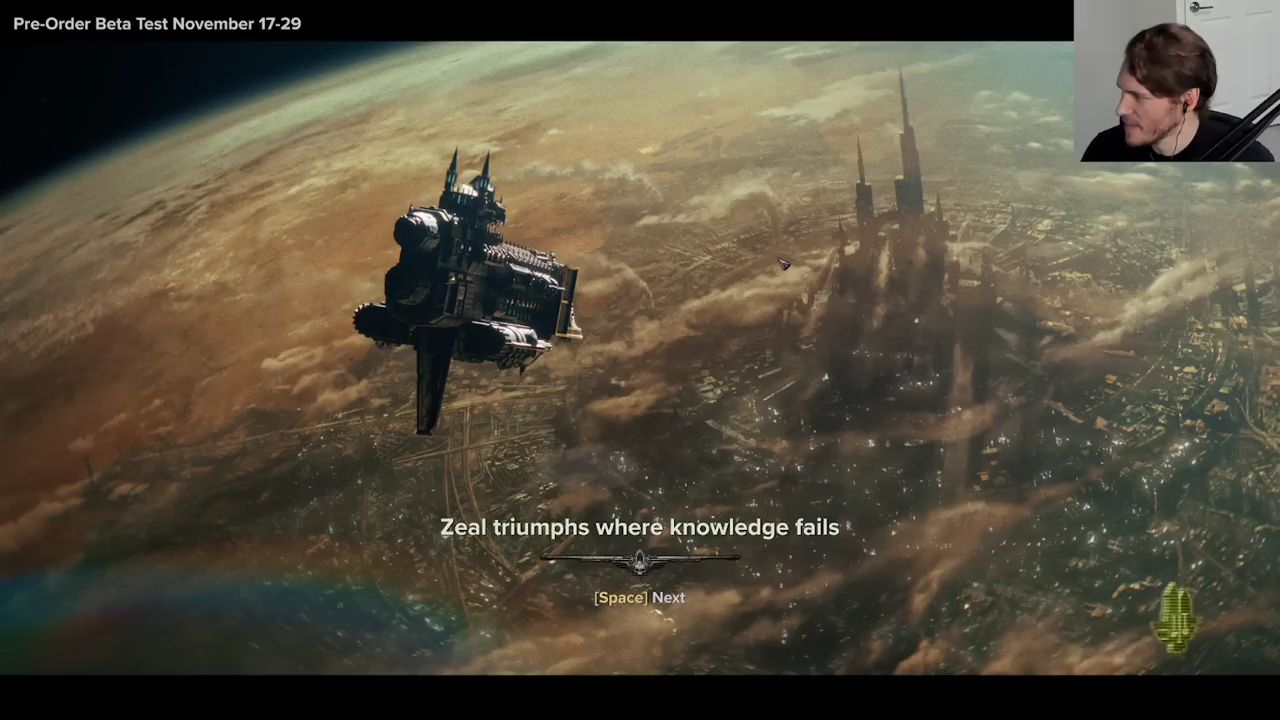 Pre-Order Beta Test November 17-29
Zeal triumphs where knowledge fails
[Space] Next